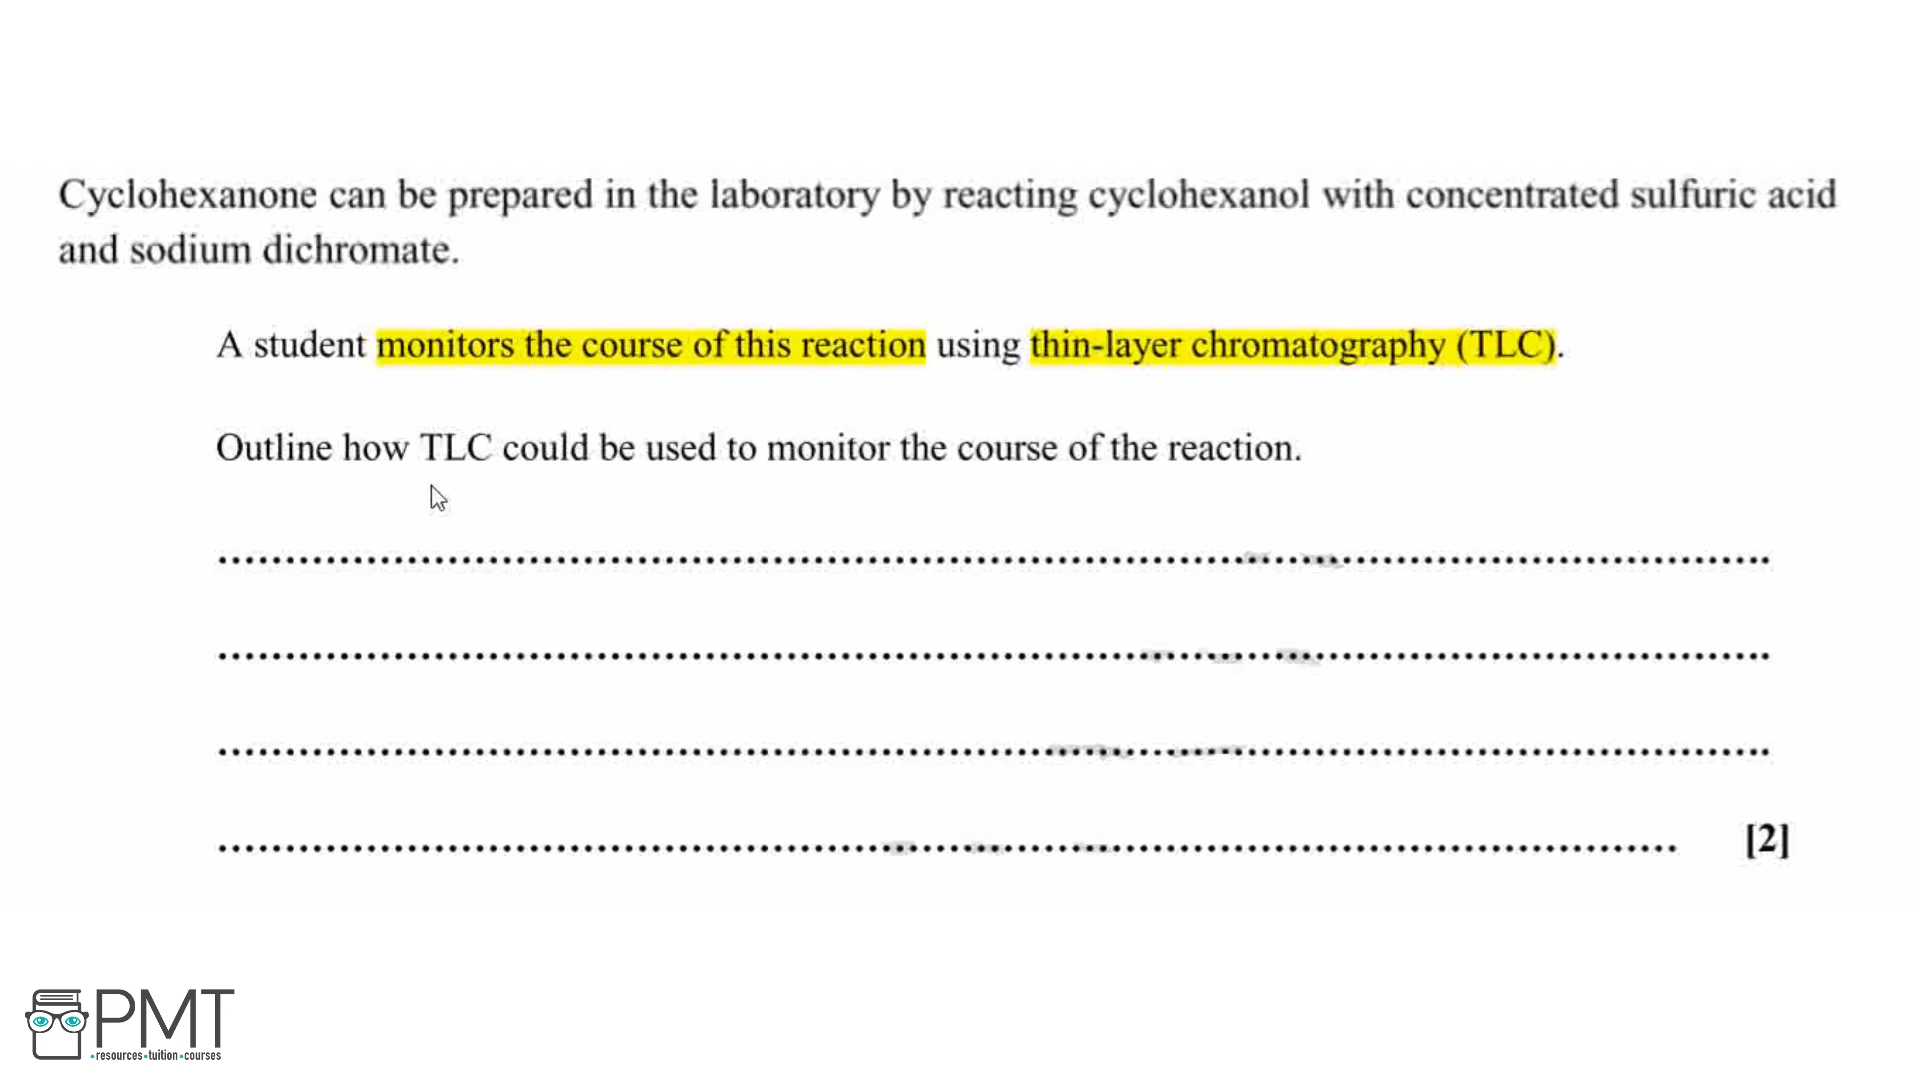 Cyclohexanone can be prepared in the laboratory by reacting cyclohexanol with concentrated sulfuric acid
and sodium dichromate.
A student monitors the course of this reaction using thin-layer chromatography (TLC).
Outline how TLC could be used to monitor the course of the reaction.
[2]
PMT
•resources•tuition•courses